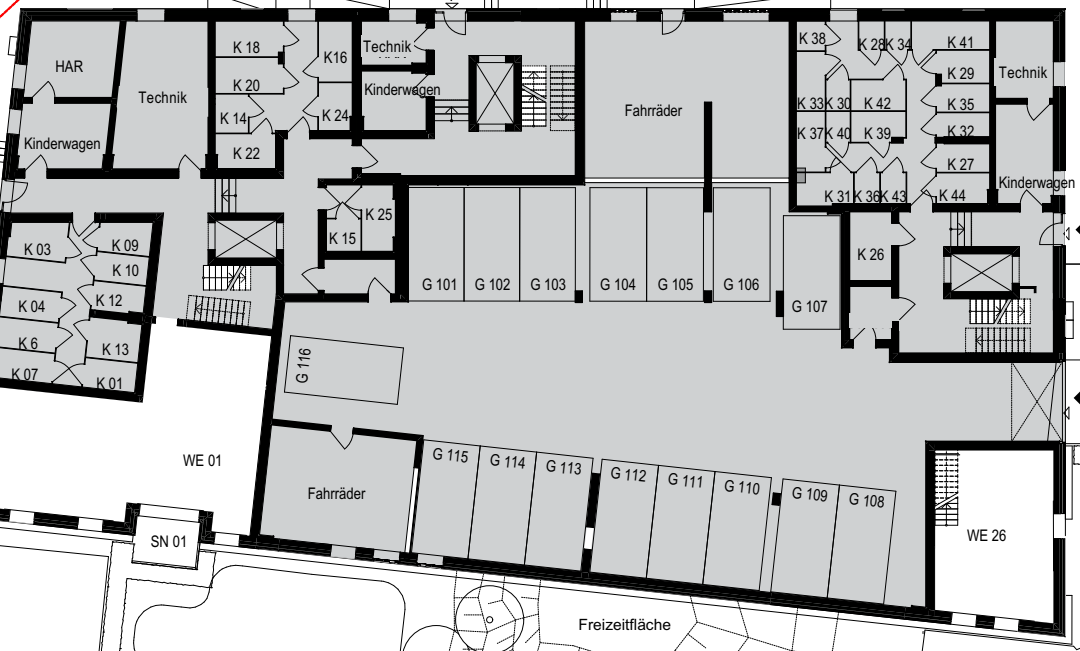 HAR
Technik
K 18
K16
Technik
K 38
K 28
K 34
K 41
K 20
Kinderwagen
K 29
Technik
K 14
K 24
Fahrräder
K 33
K 30
K 42
K 35
Kinderwagen
K 22
K 37
K 40
K 39
K 32
K 27
Kinderwagen
K 31
K 36
K 43
K 44
K 25
K 15
K 03
K 09
K 10
K 04
K 12
K 6
K 13
K 07
K 01
K 26
G 101
G 102
G 103
G 104
G 105
G 106
G 107
G 116
WE 01
G 115
G 114
G 113
G 112
G 111
G 110
G 109
G 108
Fahrräder
SN 01
WE 26
Freizeitfläche